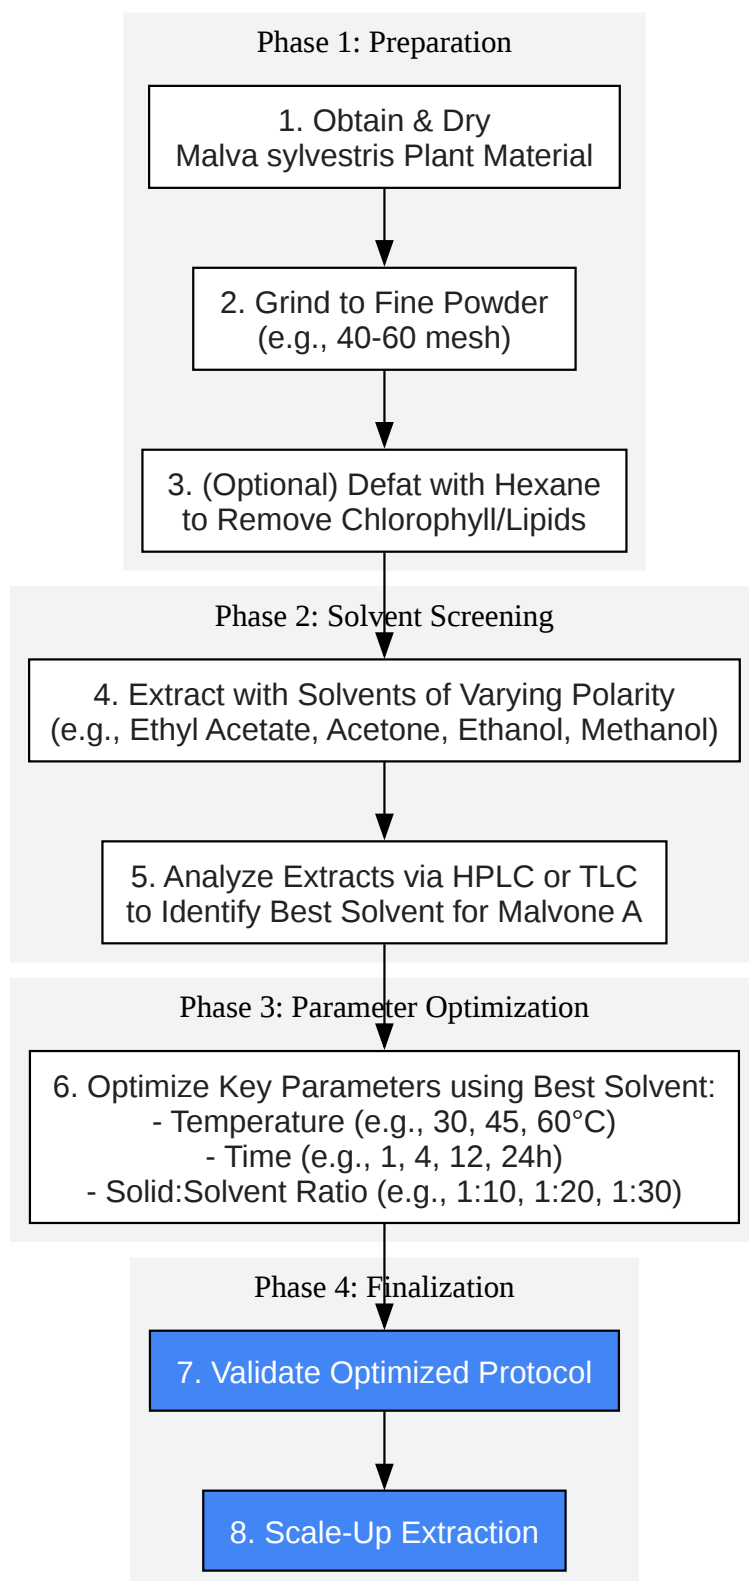 Phase 1: Preparation
1. Obtain & Dry
Malva sylvestris Plant Material
2. Grind to Fine Powder
(e.g., 40-60 mesh)
3. (Optional) Defat with Hexane
to Remove Chlorophyll/Lipids
Phase 2: Solvent Screening
4. Extract with Solvents of Varying Polarity
(e.g., Ethyl Acetate, Acetone, Ethanol, Methanol)
5. Analyze Extracts via HPLC or TLC
to Identify Best Solvent for Malvone A
Phase 3: Parameter Optimization
6. Optimize Key Parameters using Best Solvent:
- Temperature (e.g., 30, 45, 60°C)
- Time (e.g., 1, 4, 12, 24h)
- Solid:Solvent Ratio (e.g., 1:10, 1:20, 1:30)
Phase 4: Finalization
7. Validate Optimized Protocol
8. Scale-Up Extraction